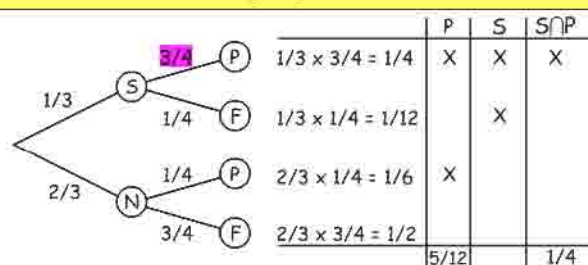 P S S∩P
3/4 P 1/3 x 3/4 = 1/4 X X X
1/3 S
1/4 F 1/3 x 1/4 = 1/12 X
1/4 P 2/3 x 1/4 = 1/6 X
2/3 N
3/4 F 2/3 x 3/4 = 1/2
5/12 1/4